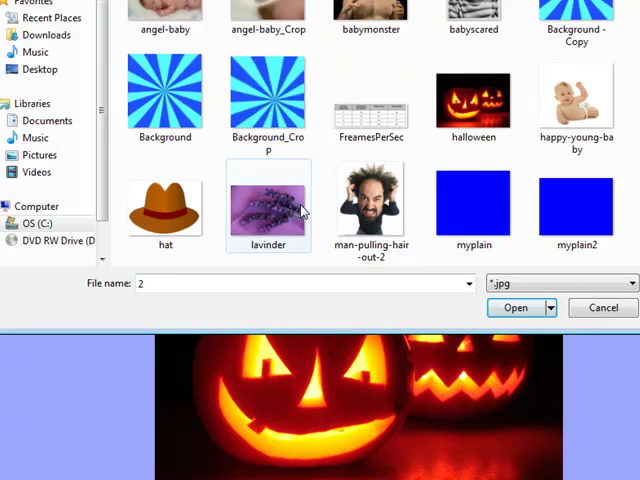 Favorites
Recent Places
Downloads
Music
Desktop
Libraries
Documents
Music
Pictures
Videos
Computer
OS (C:)
DVD RW Drive (D
angel-baby
angel-baby_Crop
babymonster
babyscared
Background -
Copy
Background
Background_Cro
p
FreamesPerSec
halloween
happy-young-ba
by
hat
lavinder
man-pulling-hair
-out-2
myplain
myplain2
File name:
2
*.jpg
Open
Cancel